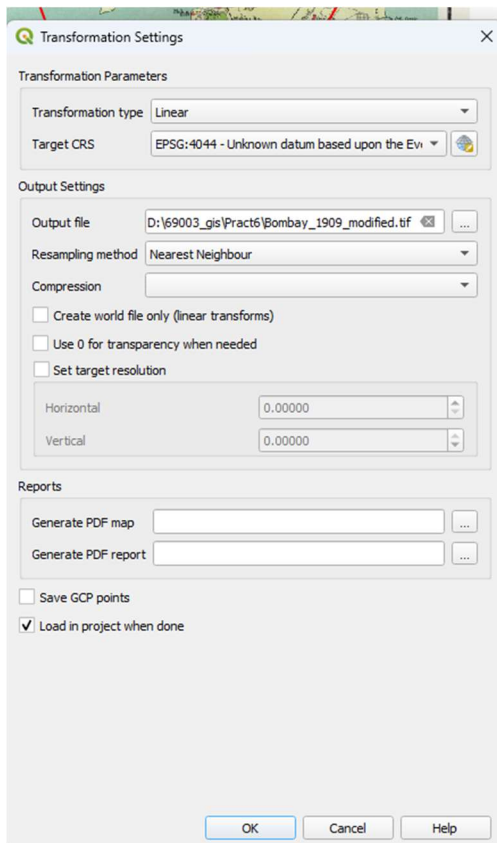 Transformation Settings
Transformation Parameters
Transformation type Linear
Target CRS EPSG:4044 - Unknown datum based upon the Eve
Output Settings
Output file D:\69003_gis\Pract6\Bombay_1909_modified.tif ...
Resampling method Nearest Neighbour
Compression
Create world file only (linear transforms)
Use 0 for transparency when needed
Set target resolution
Horizontal 0.00000
Vertical 0.00000
Reports
Generate PDF map ...
Generate PDF report ...
Save GCP points
Load in project when done
OK Cancel Help